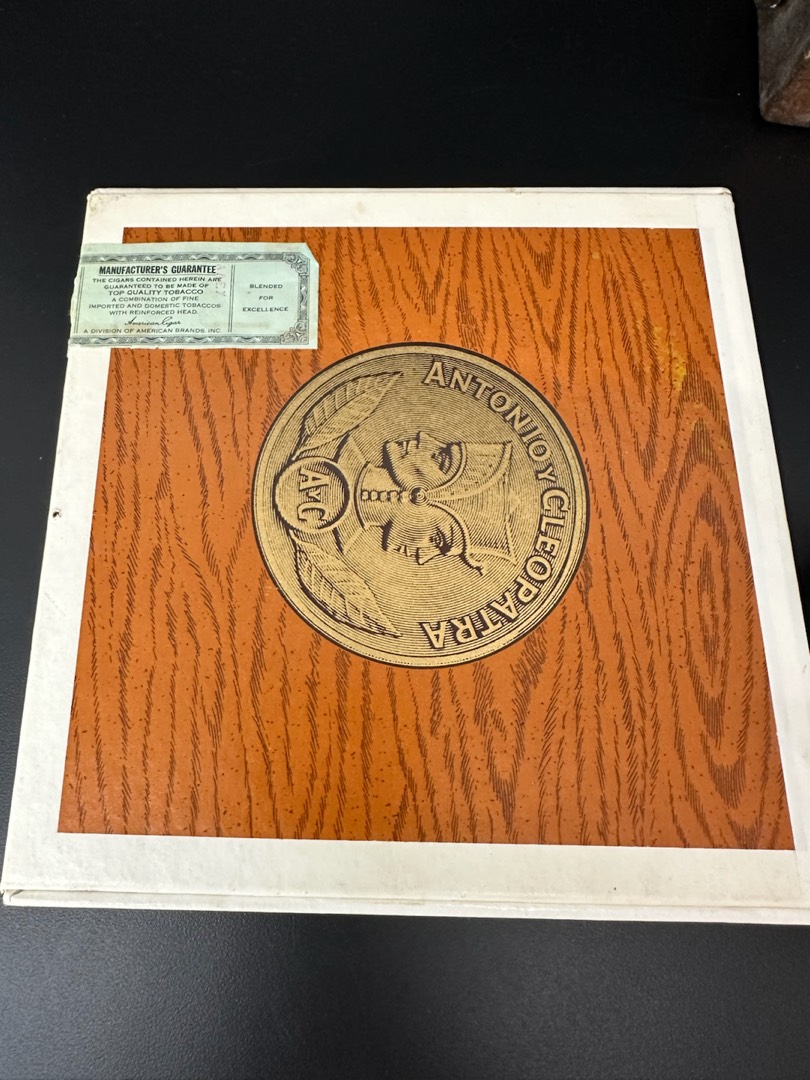 MANUFACTURER'S GUARANTEE
THE CIGARS CONTAINED HEREIN ARE
GUARANTEED TO BE MADE OF
TOP QUALITY TOBACCO
A COMBINATION OF FINE
IMPORTED AND DOMESTIC TOBACCOS
WITH REINFORCED HEAD.
American Cigar
A DIVISION OF AMERICAN BRANDS, INC.
BLENDED
FOR
EXCELLENCE
ANTONIO Y CLEOPATRA
AYC